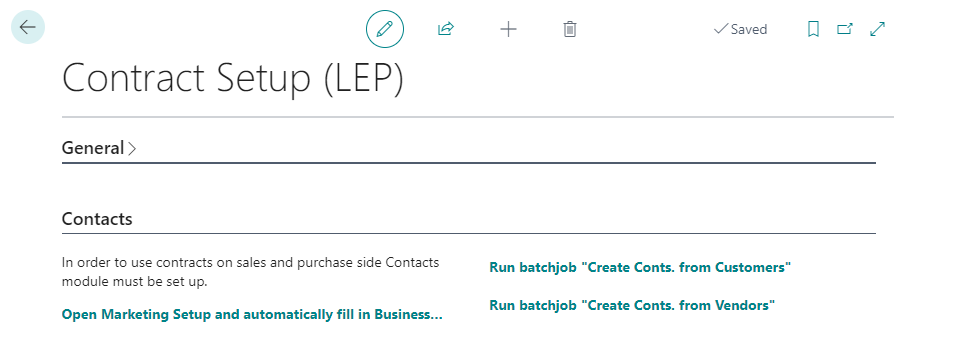 Saved
Contract Setup (LEP)
General
Contacts
In order to use contracts on sales and purchase side Contacts
module must be set up.
Open Marketing Setup and automatically fill in Business...
Run batchjob "Create Conts. from Customers"
Run batchjob "Create Conts. from Vendors"